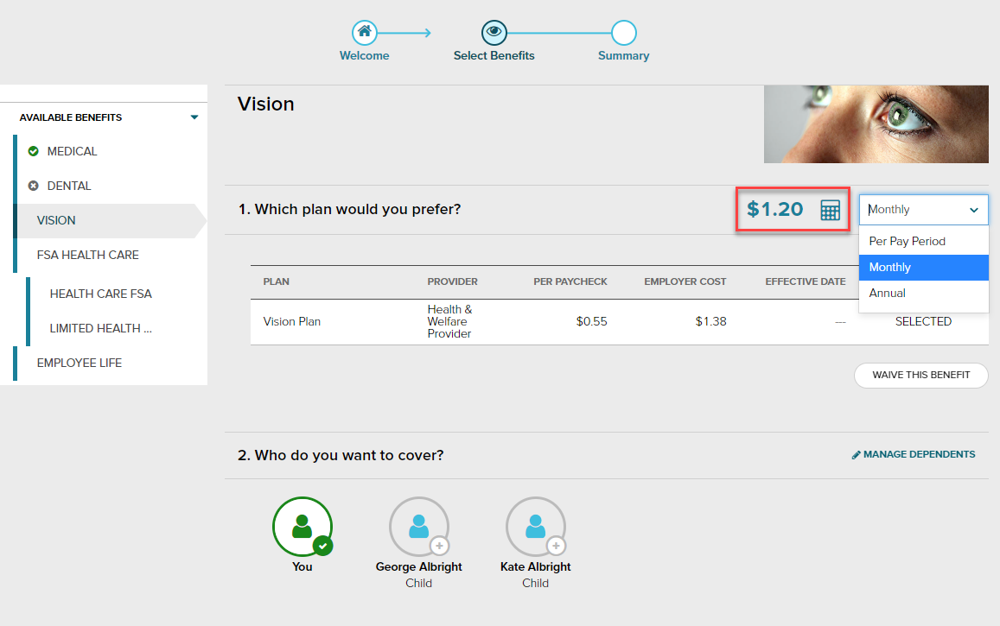 Welcome
Select Benefits
Summary
AVAILABLE BENEFITS
MEDICAL
DENTAL
VISION
FSA HEALTH CARE
HEALTH CARE FSA
LIMITED HEALTH ...
EMPLOYEE LIFE
Vision
1. Which plan would you prefer?
$1.20
Monthly
Per Pay Period
Monthly
Annual
PLAN PROVIDER PER PAYCHECK EMPLOYER COST EFFECTIVE DATE
Vision Plan
Health &
Welfare
Provider
$0.55 $1.38 --- SELECTED
WAIVE THIS BENEFIT
2. Who do you want to cover?
MANAGE DEPENDENTS
You
George Albright
Child
Kate Albright
Child